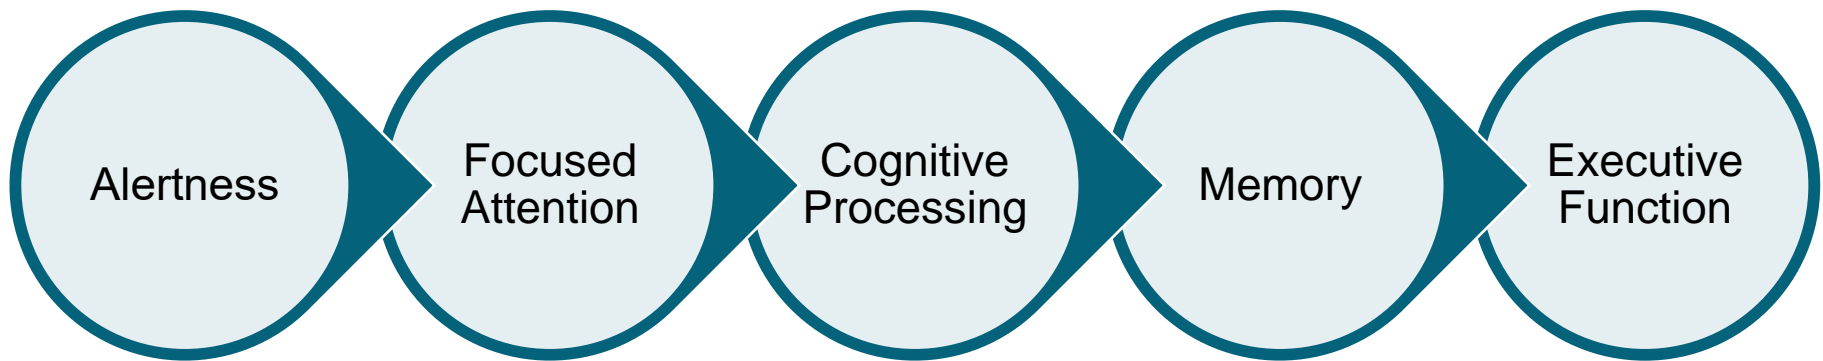 Alertness
Focused
Attention
Cognitive
Processing
Memory
Executive
Function